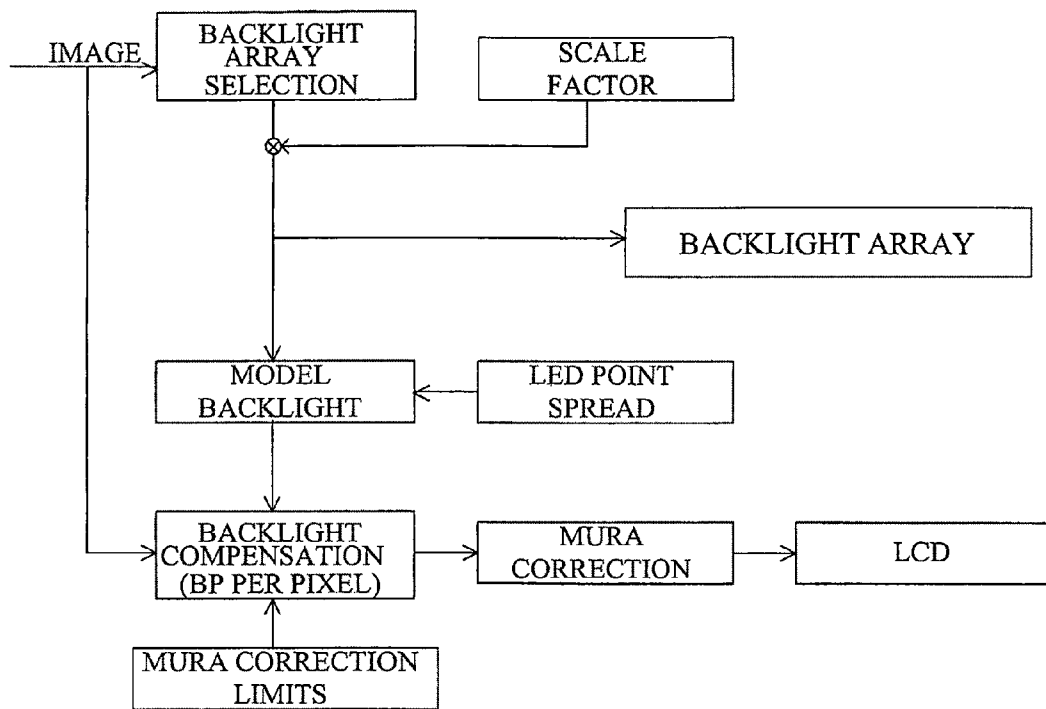 IMAGE
BACKLIGHT
ARRAY
SELECTION
SCALE
FACTOR
BACKLIGHT ARRAY
MODEL
BACKLIGHT
LED POINT
SPREAD
BACKLIGHT
COMPENSATION
(BP PER PIXEL)
MURA
CORRECTION
LCD
MURA CORRECTION
LIMITS